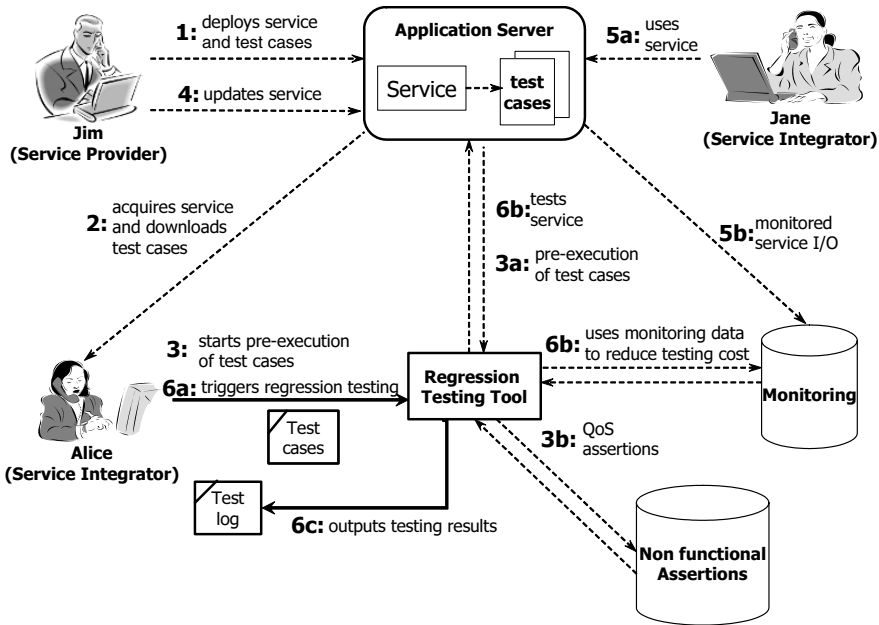 1: deploys service
and test cases
4: updates service
Jim
(Service Provider)
Application Server
Service
test
cases
5a: uses
service
Jane
(Service Integrator)
2: acquires service
and downloads
test cases
6b: tests
service
3a: pre-execution
of test cases
5b: monitored
service I/O
3: starts pre-execution
of test cases
6a: triggers regression testing
Alice
(Service Integrator)
Test
cases
Regression
Testing Tool
6b: uses monitoring data
to reduce testing cost
Monitoring
3b: QoS
assertions
Test
log
6c: outputs testing results
Non functional
Assertions